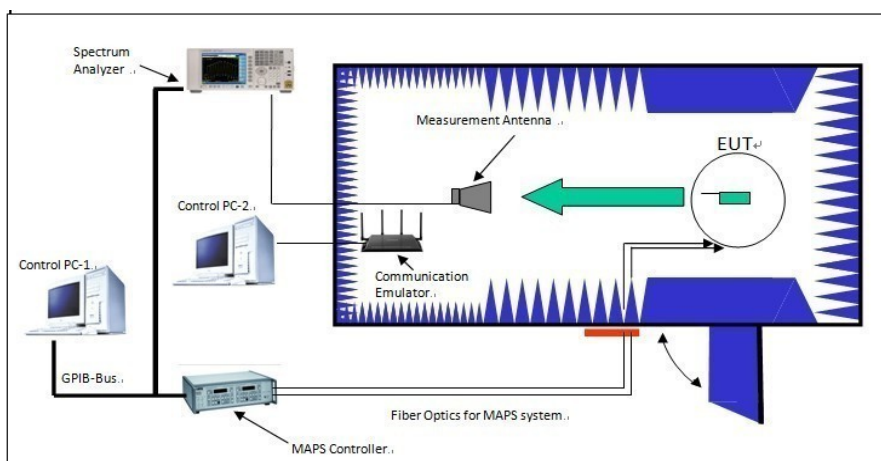 Spectrum
Analyzer
Measurement Antenna
EUT
Control PC-2
Control PC-1
Communication
Emulator
GPIB-Bus
Fiber Optics for MAPS system
MAPS Controller